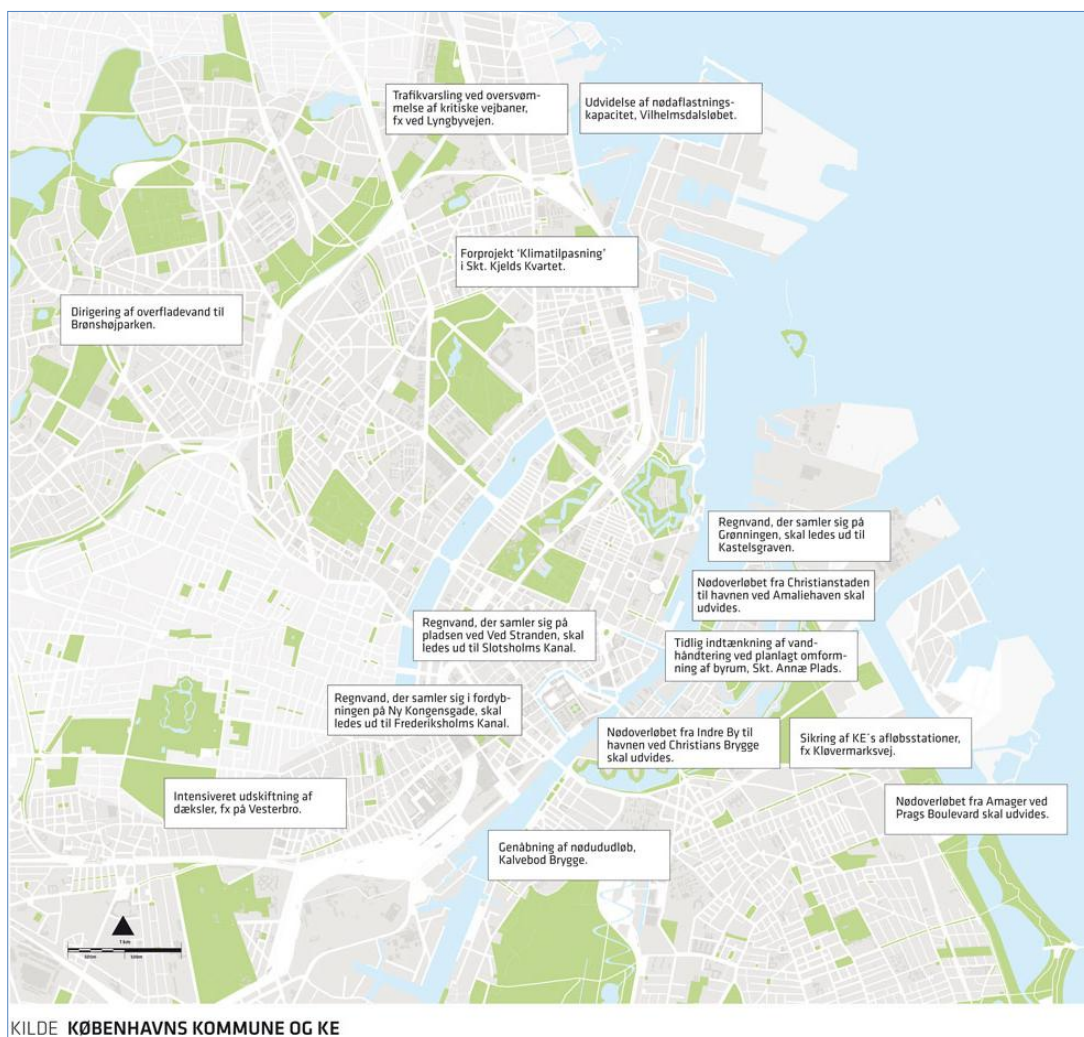 Trafikvarsling ved oversvøm-
melse af kritiske vejbaner,
fx ved Lyngbyvejen.
Udvidelse af nødaflastnings-
kapacitet, Vilhelmsdalsløbet.
Forprojekt ‘Klimatilpasning’
i Skt. Kjelds Kvartet.
Dirigering af overfladevand til
Brønshøjparken.
Regnvand, der samler sig på
Grønningen, skal ledes ud til
Kastelsgraven.
Nødoverløbet fra Christianstaden
til havnen ved Amaliehaven skal
udvides.
Regnvand, der samler sig på
pladsen ved Ved Stranden, skal
ledes ud til Slotsholms Kanal.
Tidlig indtænkning af vand-
håndtering ved planlagt omform-
ning af byrum, Skt. Annæ Plads.
Regnvand, der samler sig i fordyb-
ningen på Ny Kongensgade, skal
ledes ud til Frederiksholms Kanal.
Nødoverløbet fra Indre By til
havnen ved Christians Brygge
skal udvides.
Sikring af KE´s afløbsstationer,
fx Kløvermarksvej.
Intensiveret udskiftning af
dæksler, fx på Vesterbro.
Nødoverløbet fra Amager ved
Prags Boulevard skal udvides.
Genåbning af nødududløb,
Kalvebod Brygge.
1 km
500m 500m
KILDE KØBENHAVNS KOMMUNE OG KE